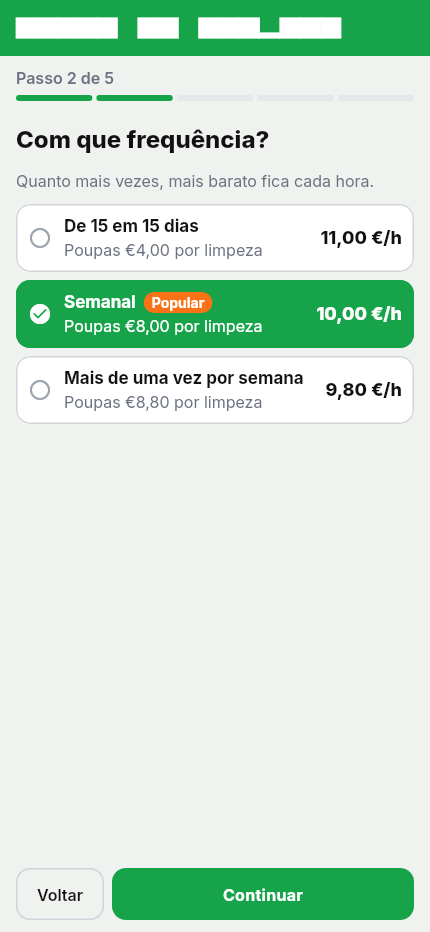 Passo 2 de 5
Com que frequência?
Quanto mais vezes, mais barato fica cada hora.
De 15 em 15 dias
Poupas €4,00 por limpeza
11,00 €/h
Semanal Popular
Poupas €8,00 por limpeza
10,00 €/h
Mais de uma vez por semana
Poupas €8,80 por limpeza
9,80 €/h
Voltar
Continuar